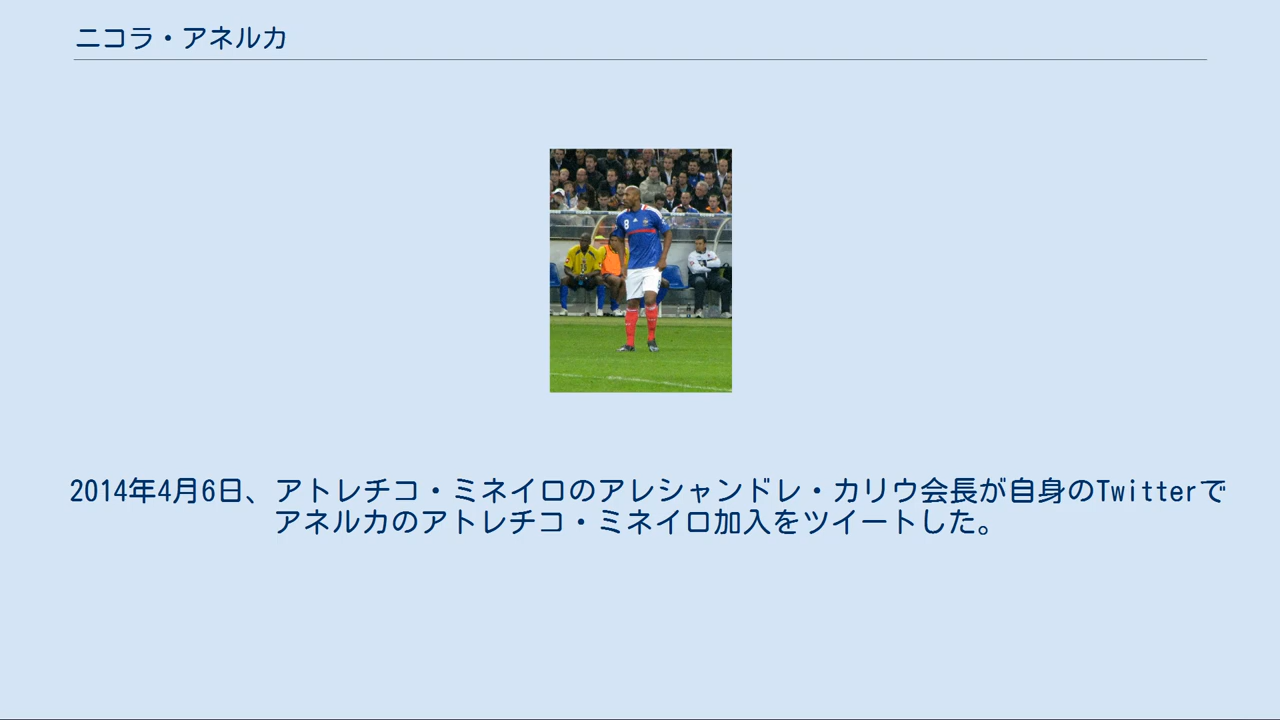 ニコラ・アネルカ
8
2014年4月6日、アトレチコ・ミネイロのアレシャンドレ・カリウ会長が自身のTwitterで
アネルカのアトレチコ・ミネイロ加入をツイートした。